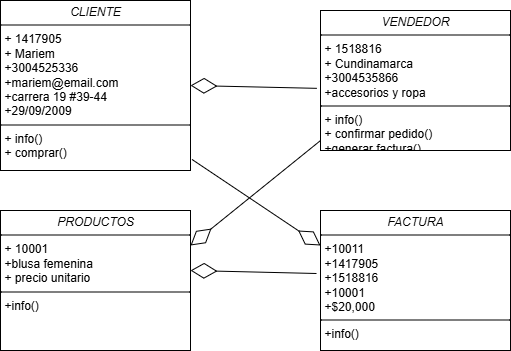 CLIENTE
+ 1417905
+ Mariem
+3004525336
+mariem@email.com
+carrera 19 #39-44
+29/09/2009
+ info()
+ comprar()
VENDEDOR
+ 1518816
+ Cundinamarca
+3004535866
+accesorios y ropa
+ info()
+ confirmar pedido()
+generar factura()
PRODUCTOS
+ 10001
+blusa femenina
+ precio unitario
+info()
FACTURA
+ 10011
+1417905
+1518816
+10001
+$20,000
+info()